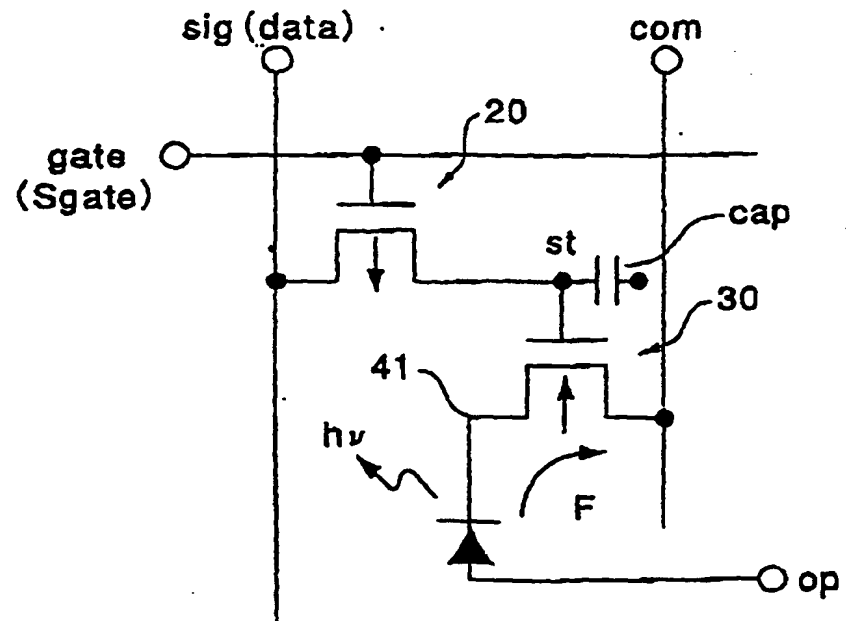 sig (data)
com
20
gate
(Sgate)
st
cap
30
41
hν
F
op